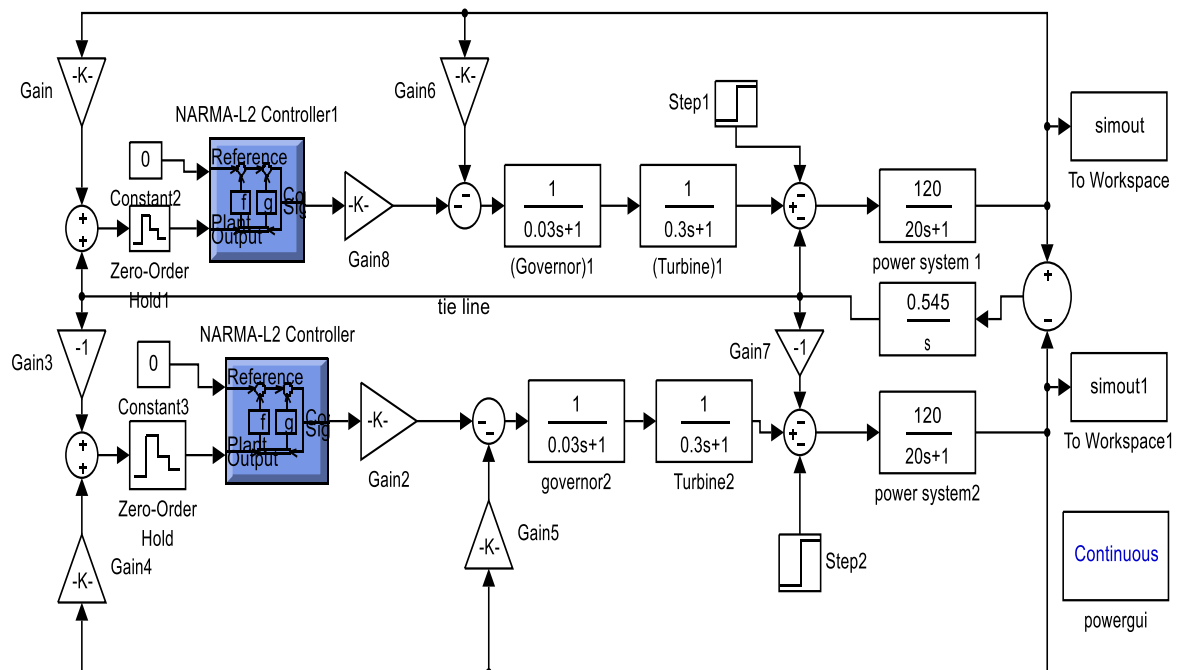 -K-
Gain
-K-
Gain6
Step1
simout
To Workspace
NARMA-L2 Controller1
0
Constant2
Reference
f
g
Plant
Output
-K-
Gain8
Zero-Order
Hold1
+
+
-
1
0.03s+1
(Governor)1
1
0.3s+1
(Turbine)1
-
+
-
120
20s+1
power system 1
+
-
0.545
s
tie line
-1
Gain3
NARMA-L2 Controller
0
Constant3
Reference
f
g
Plant
Output
-K-
Gain2
Zero-Order
Hold
+
+
-
1
0.03s+1
governor2
1
0.3s+1
Turbine2
-1
Gain7
-
+
-
120
20s+1
power system2
simout1
To Workspace1
-K-
Gain4
-K-
Gain5
Step2
Continuous
powergui